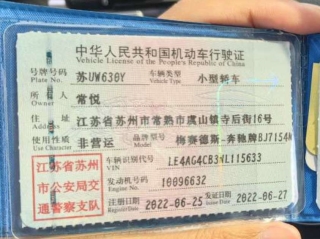 中华人民共和国机动车行驶证
Vehicle License of the People's Republic of China
号牌号码 苏UW630Y 车辆类型 小型轿车
Plate No. Vehicle Type
所有人 常悦
Owner
住址 江苏省苏州市常熟市虞山镇寺后街16号
Address
使用性质 非营运 品牌型号 梅赛德斯-奔驰牌BJ7154
Use Character Model
江苏省苏州
市公安局交
通警察支队
车辆识别代号
VIN
发动机号码 10096632
Engine No.
注册日期 2022-06-25 发证日期 2022-06-27
Register Date Issue Date